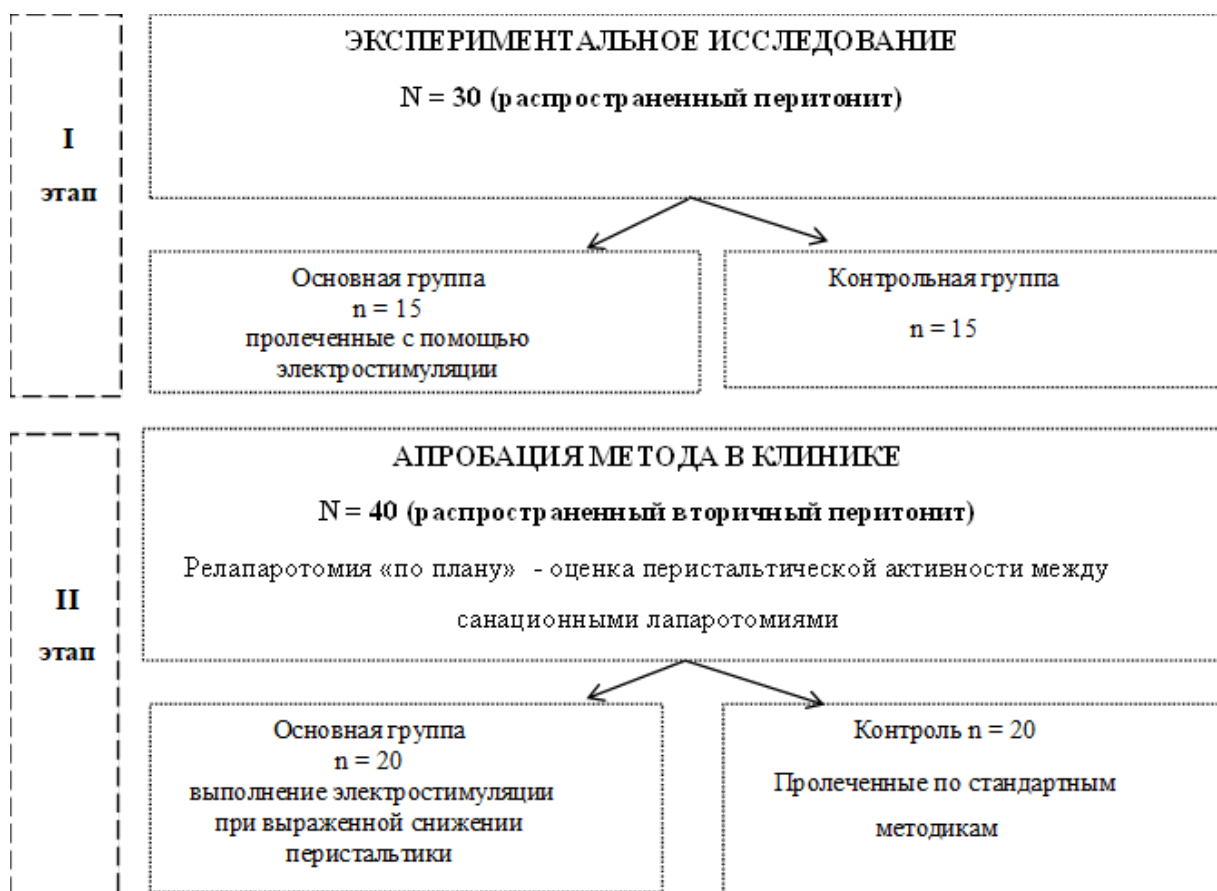 I
этап
ЭКСПЕРИМЕНТАЛЬНОЕ ИССЛЕДОВАНИЕ
N = 30 (распространенный перитонит)
Основная группа
n = 15
пролеченные с помощью
электростимуляции
Контрольная группа
n = 15
II
этап
АПРОБАЦИЯ МЕТОДА В КЛИНИКЕ
N = 40 (распространенный вторичный перитонит)
Релапаротомия «по плану» - оценка перистальтической активности между
санационными лапаротомиями
Основная группа
n = 20
выполнение электростимуляции
при выраженной снижении
перистальтики
Контроль n = 20
Пролеченные по стандартным
методикам